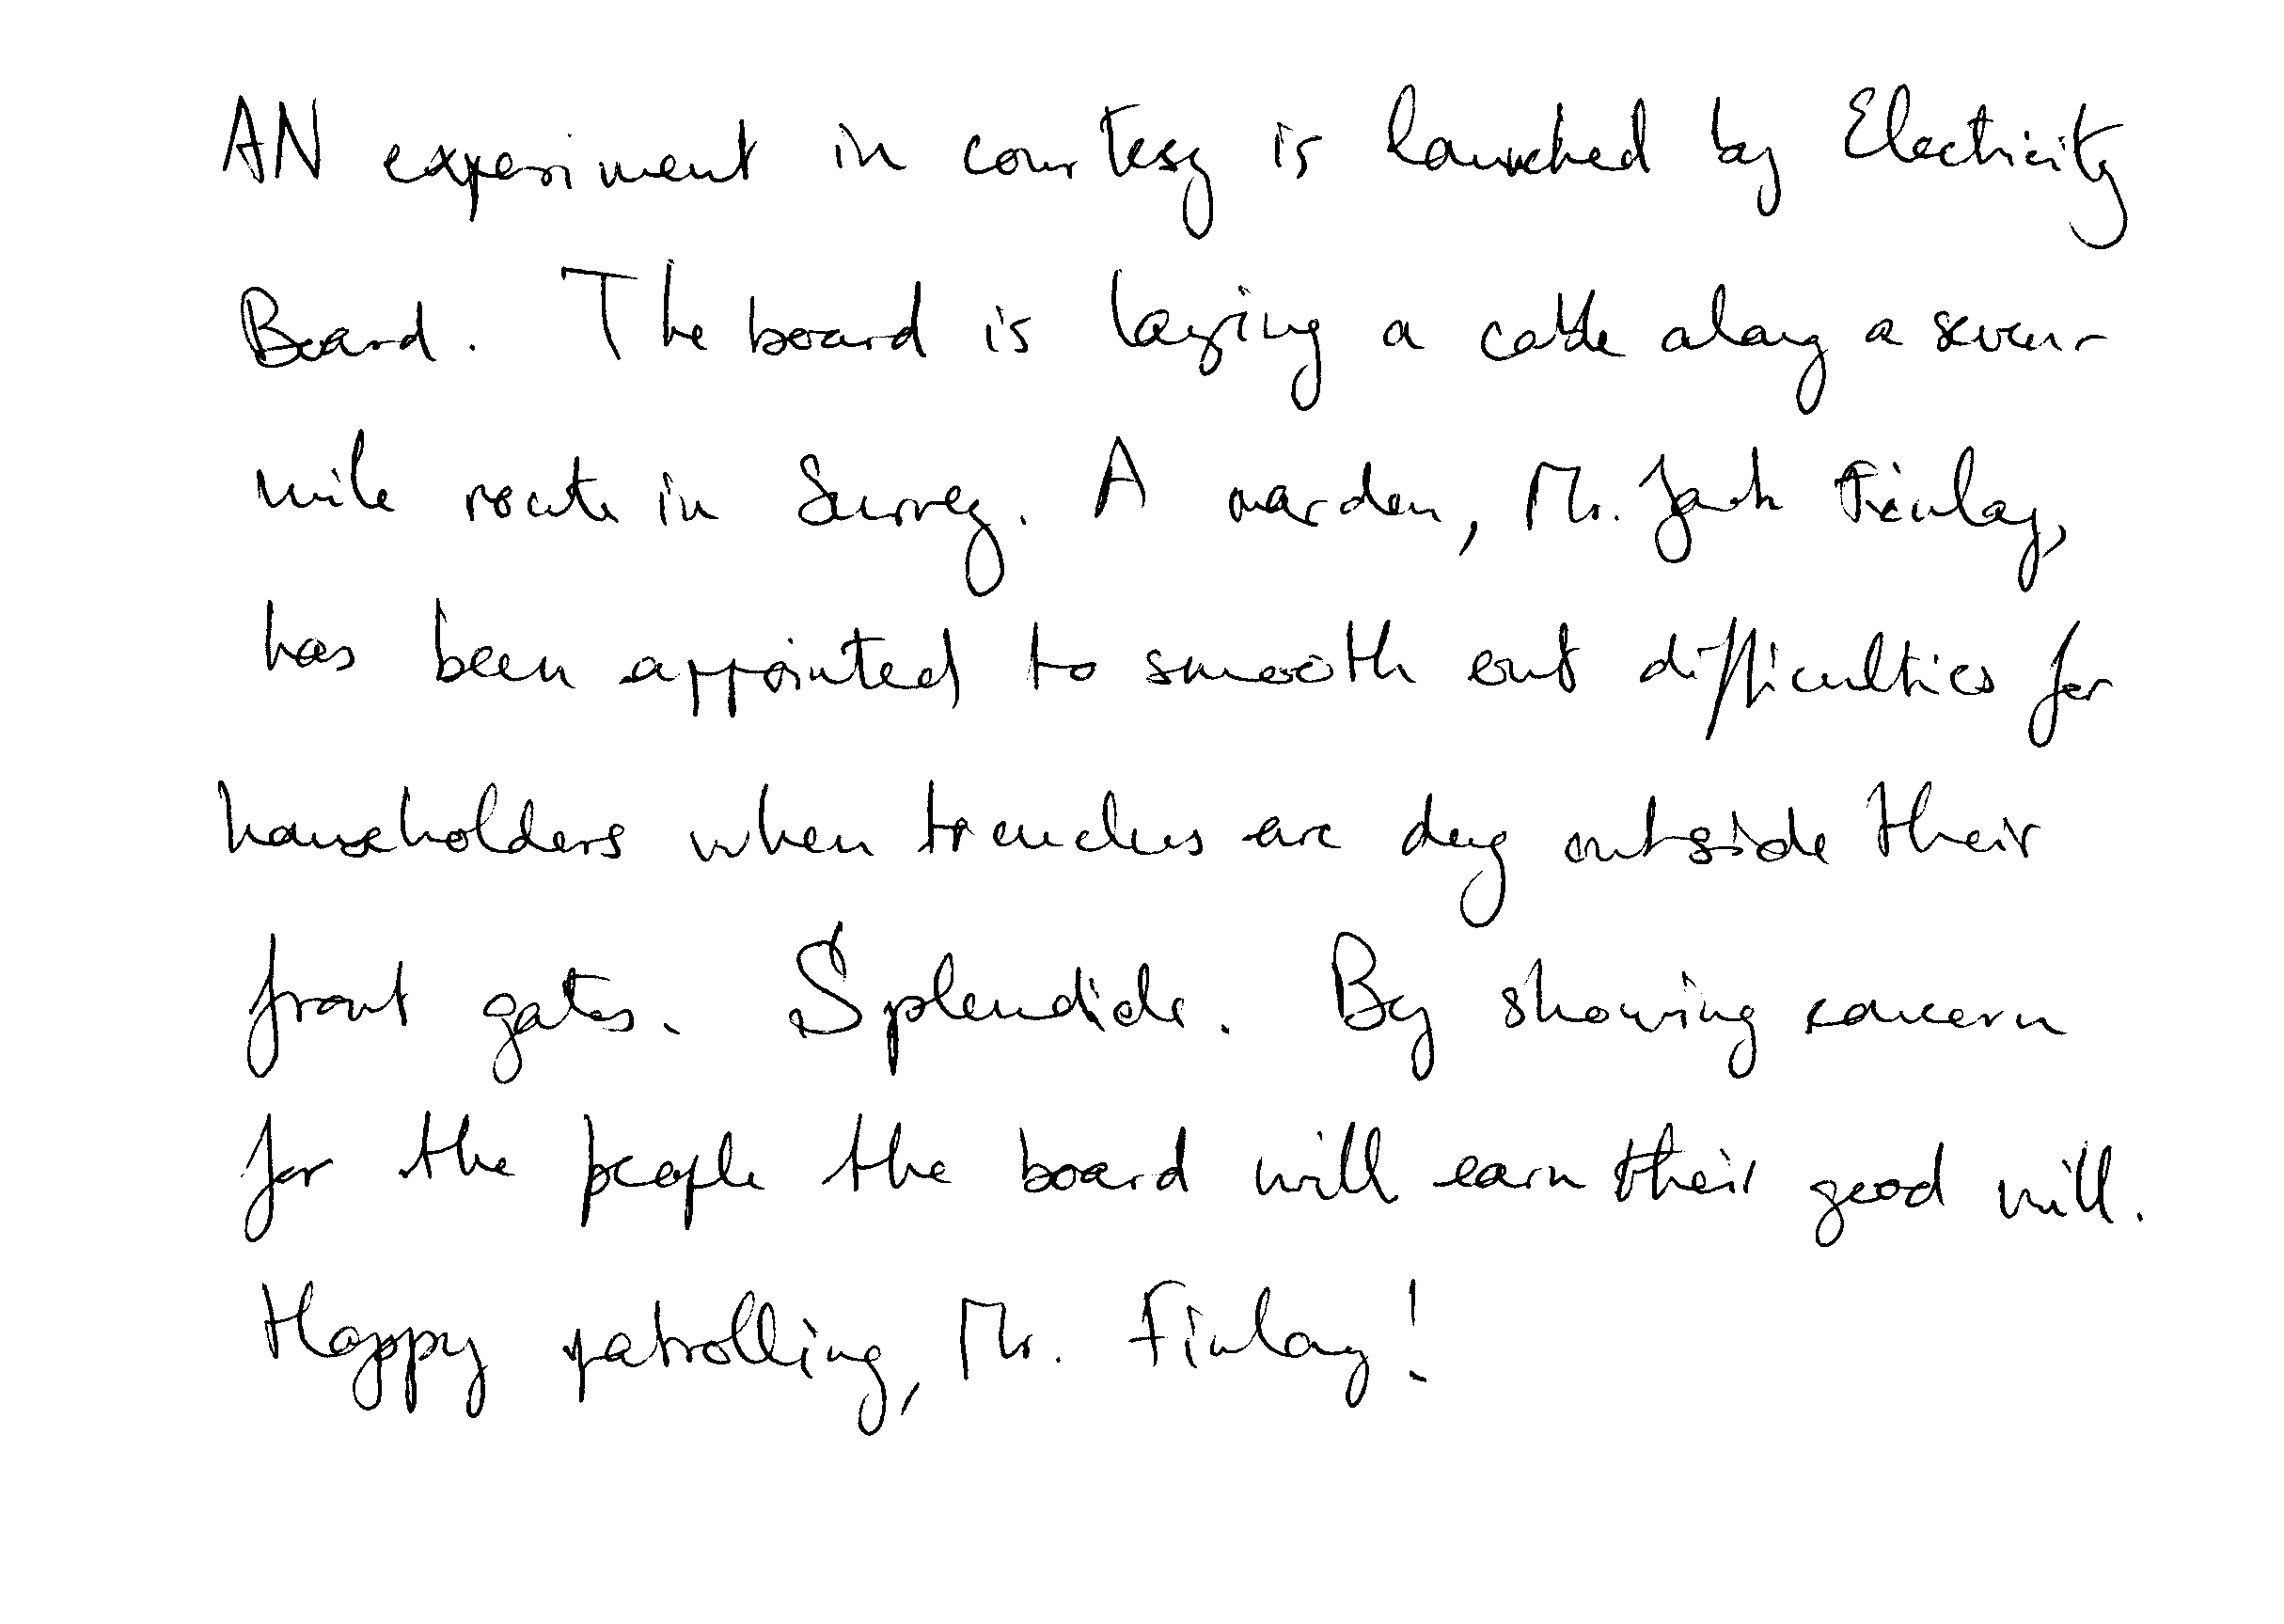 AN experiment in courtesy is launched by Electricity
Board. The board is laying a cable along a seven-
mile route in Surrey. A warden, Mr. Jack Finlay,
has been appointed to smooth out difficulties for
householders when trenches are dug outside their
front gates. Splendide. By showing concern
for the people the board will earn their good will.
Happy patrolling, Mr. Finlay!